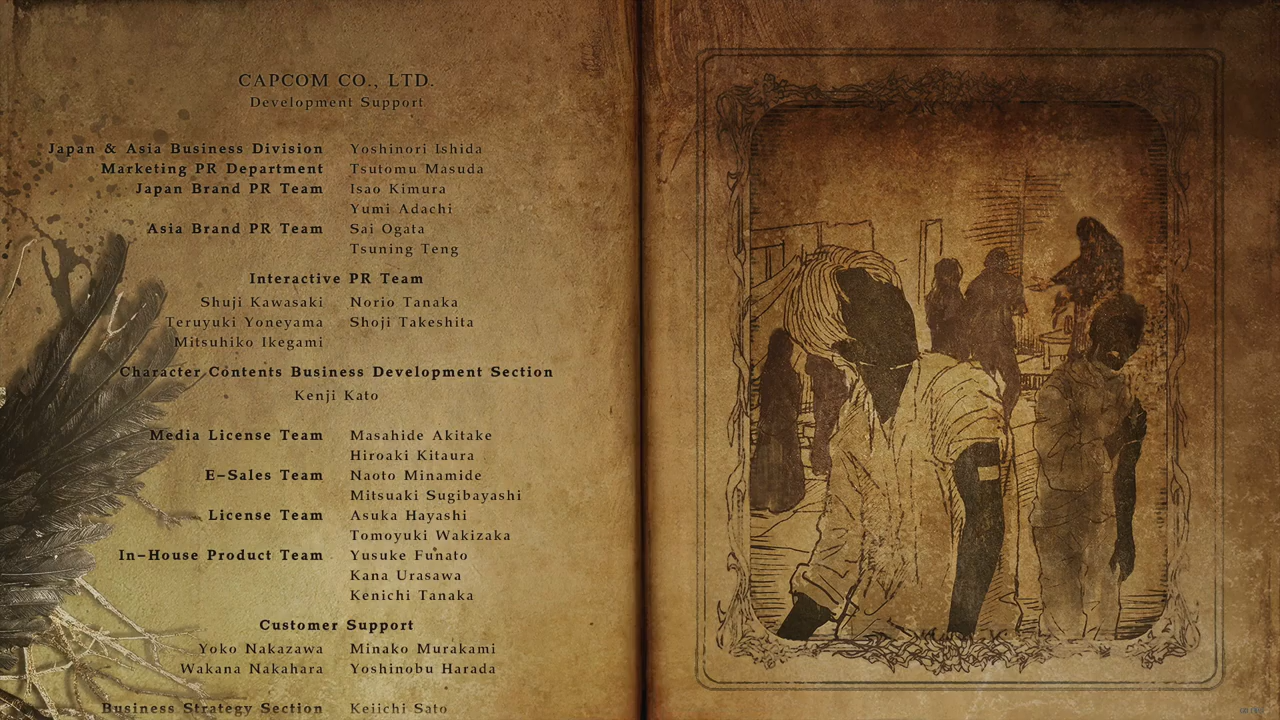 CAPCOM CO., LTD.
Development Support
Japan & Asia Business Division Yoshinori Ishida
Marketing PR Department Tsutomu Masuda
Japan Brand PR Team Isao Kimura
Yumi Adachi
Asia Brand PR Team Sai Ogata
Tsuning Teng
Interactive PR Team
Shuji Kawasaki Norio Tanaka
Teruyuki Yoneyama Shoji Takeshita
Mitsuhiko Ikegami
Character Contents Business Development Section
Kenji Kato
Media License Team Masahide Akitake
Hiroaki Kitaura
E-Sales Team Naoto Minamide
Mitsuaki Sugibayashi
License Team Asuka Hayashi
Tomoyuki Wakizaka
In-House Product Team Yusuke Funato
Kana Urasawa
Kenichi Tanaka
Customer Support
Yoko Nakazawa Minako Murakami
Wakana Nakahara Yoshinobu Harada
Business Strategy Section Keiichi Sato